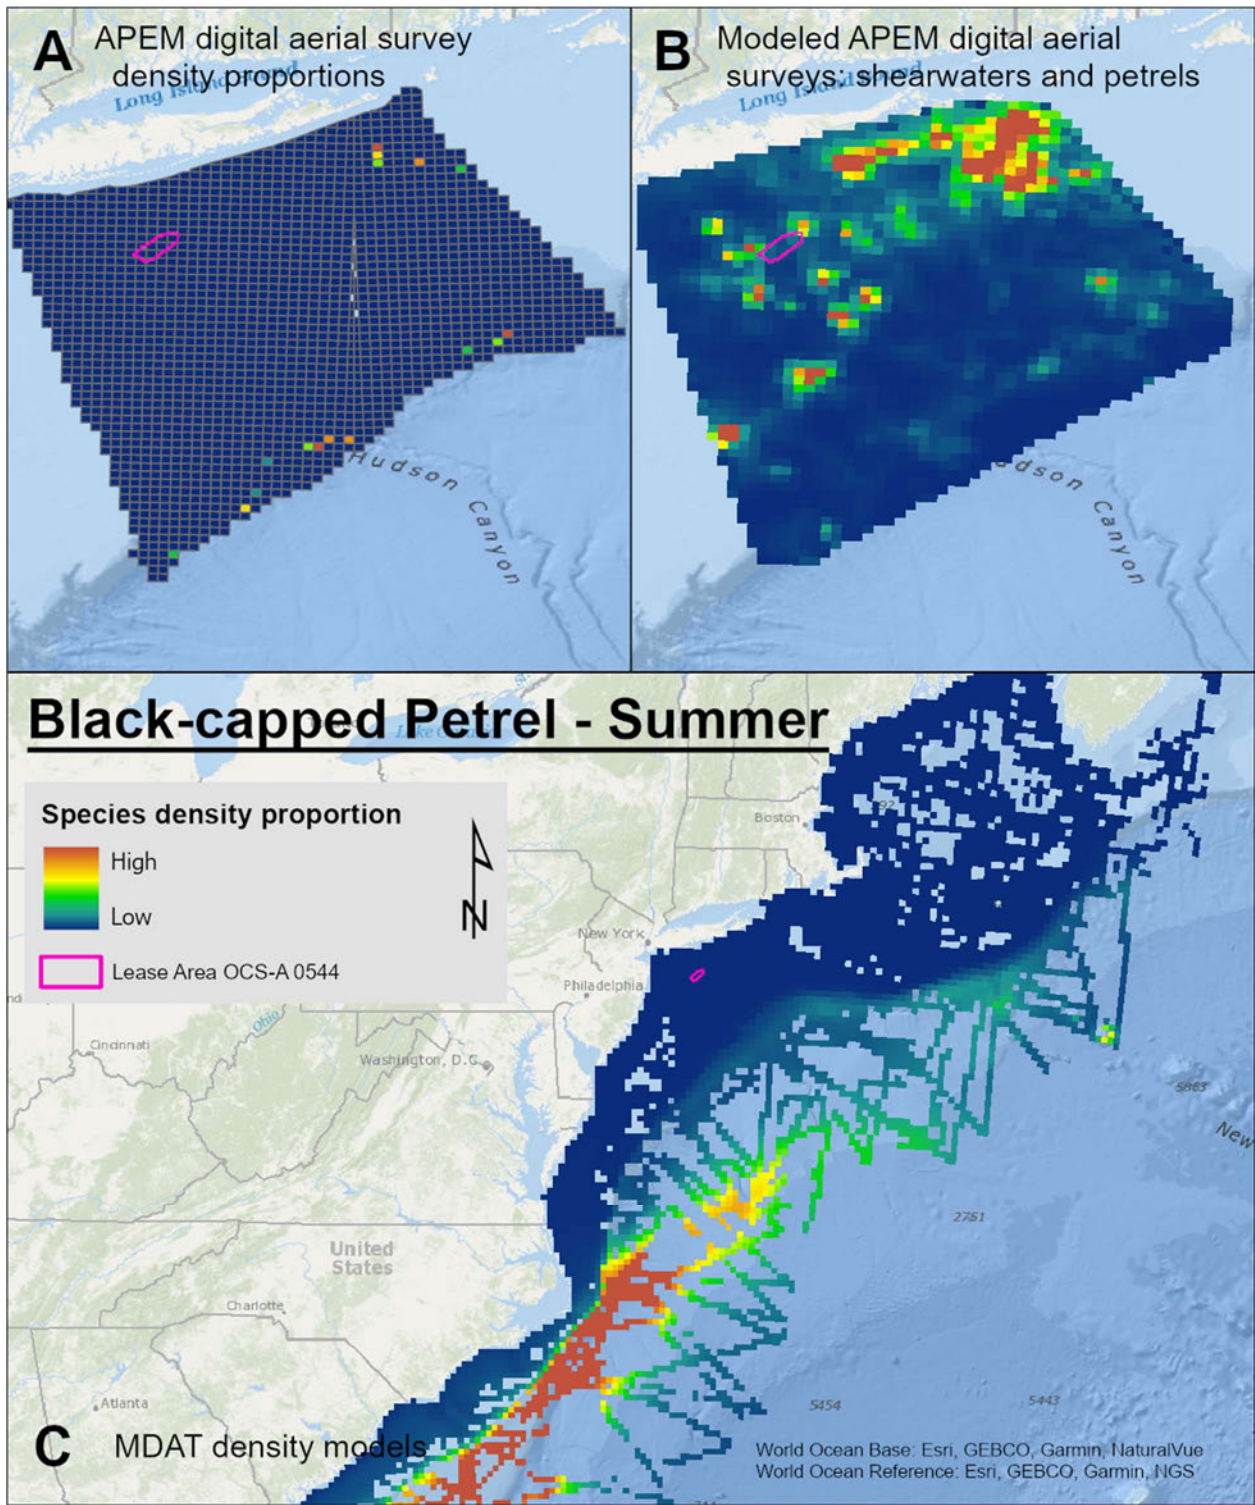 A APEM digital aerial survey
density proportions
Long Island Sound
Hudson Canyon
B Modeled APEM digital aerial
surveys: shearwaters and petrels
Long Island Sound
Hudson Canyon
Black-capped Petrel - Summer
Species density proportion
High
Low
N
Lease Area OCS-A 0544
Boston
New York
Philadelphia
Ohio
Cincinnati
Washington, D.C.
5863
New
2751
United
States
Charlotte
Atlanta
5454
5443
C MDAT density models
World Ocean Base: Esri, GEBCO, Garmin, NaturalVue
World Ocean Reference: Esri, GEBCO, Garmin, NGS